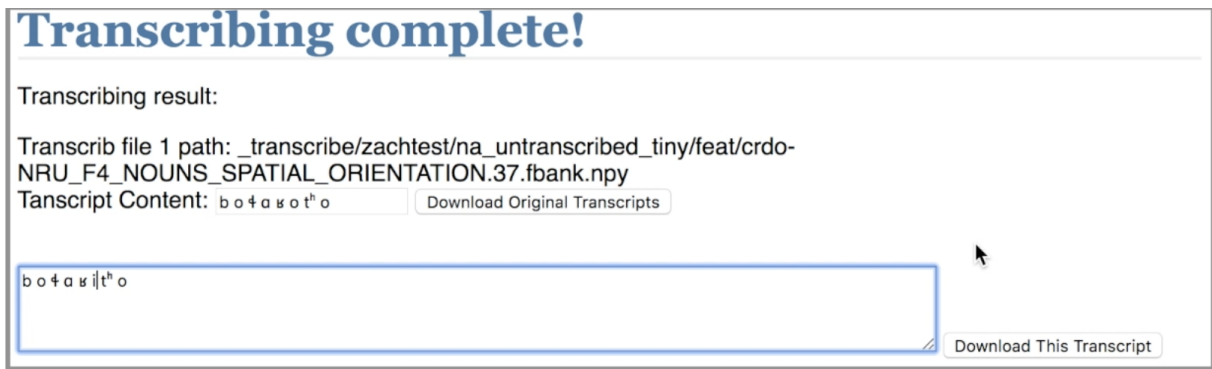 Transcribing complete!
Transcribing result:
Transcrib file 1 path: _transcribe/zachtest/na_untranscribed_tiny/feat/crdo-
NRU_F4_NOUNS_SPATIAL_ORIENTATION.37.fbank.npy
Tanscript Content: b o ɬ ɑ ʁ o tʰ o Download Original Transcripts
b o ɬ ɑ ʁ i tʰ o
Download This Transcript